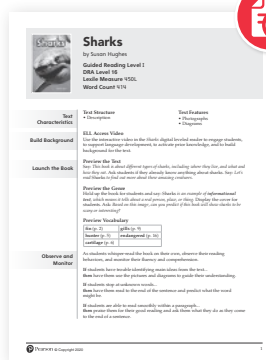 Sharks
Sharks
by Susan Hughes
Guided Reading Level I
DRA Level 16
Lexile Measure 450L
Word Count 414
Text Characteristics
Text Structure
• Description
Text Features
• Photographs
• Diagrams
Build Background
ELL Access Video
Use the interactive video in the Sharks digital leveled reader to engage students,
to support language development, to activate prior knowledge, and to build
background for the text.
Launch the Book
Preview the Text
Say: This book is about different types of sharks, including where they live, and what and
how they eat. Ask students if they already know anything about sharks. Say: Let's
read Sharks to find out more about these amazing creatures.
Preview the Genre
Hold up the book for students and say: Sharks is an example of informational
text, which means it tells about a real person, place, or thing. Display the cover for
students. Ask: Based on this image, can you predict if this book will show sharks to be
scary or interesting?
Preview Vocabulary
fin (p. 2)
gills (p. 9)
hunter (p. 5)
endangered (p. 16)
cartilage (p. 6)
Observe and Monitor
As students whisper-read the book on their own, observe their reading
behaviors, and monitor their fluency and comprehension.
If students have trouble identifying main ideas from the text...
then have them use the pictures and diagrams to guide their understanding.
If students stop at unknown words...
then have them read to the end of the sentence and predict what the word
might be.
If students are able to read smoothly within a paragraph...
then praise them for their good reading and ask them what they do as they come
to the end of a sentence.
Pearson © Copyright 2020
1